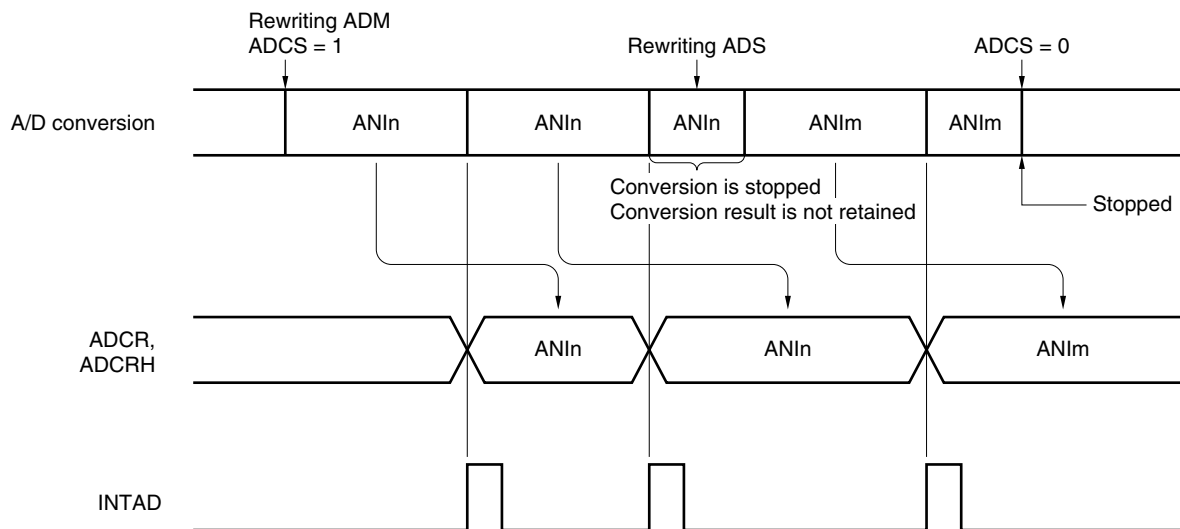 Rewriting ADM
ADCS = 1
Rewriting ADS
ADCS = 0
A/D conversion
ANIn
ANIn
ANIn
ANIm
ANIm
Conversion is stopped
Conversion result is not retained
Stopped
ADCR,
ADCRH
ANIn
ANIn
ANIm
INTAD